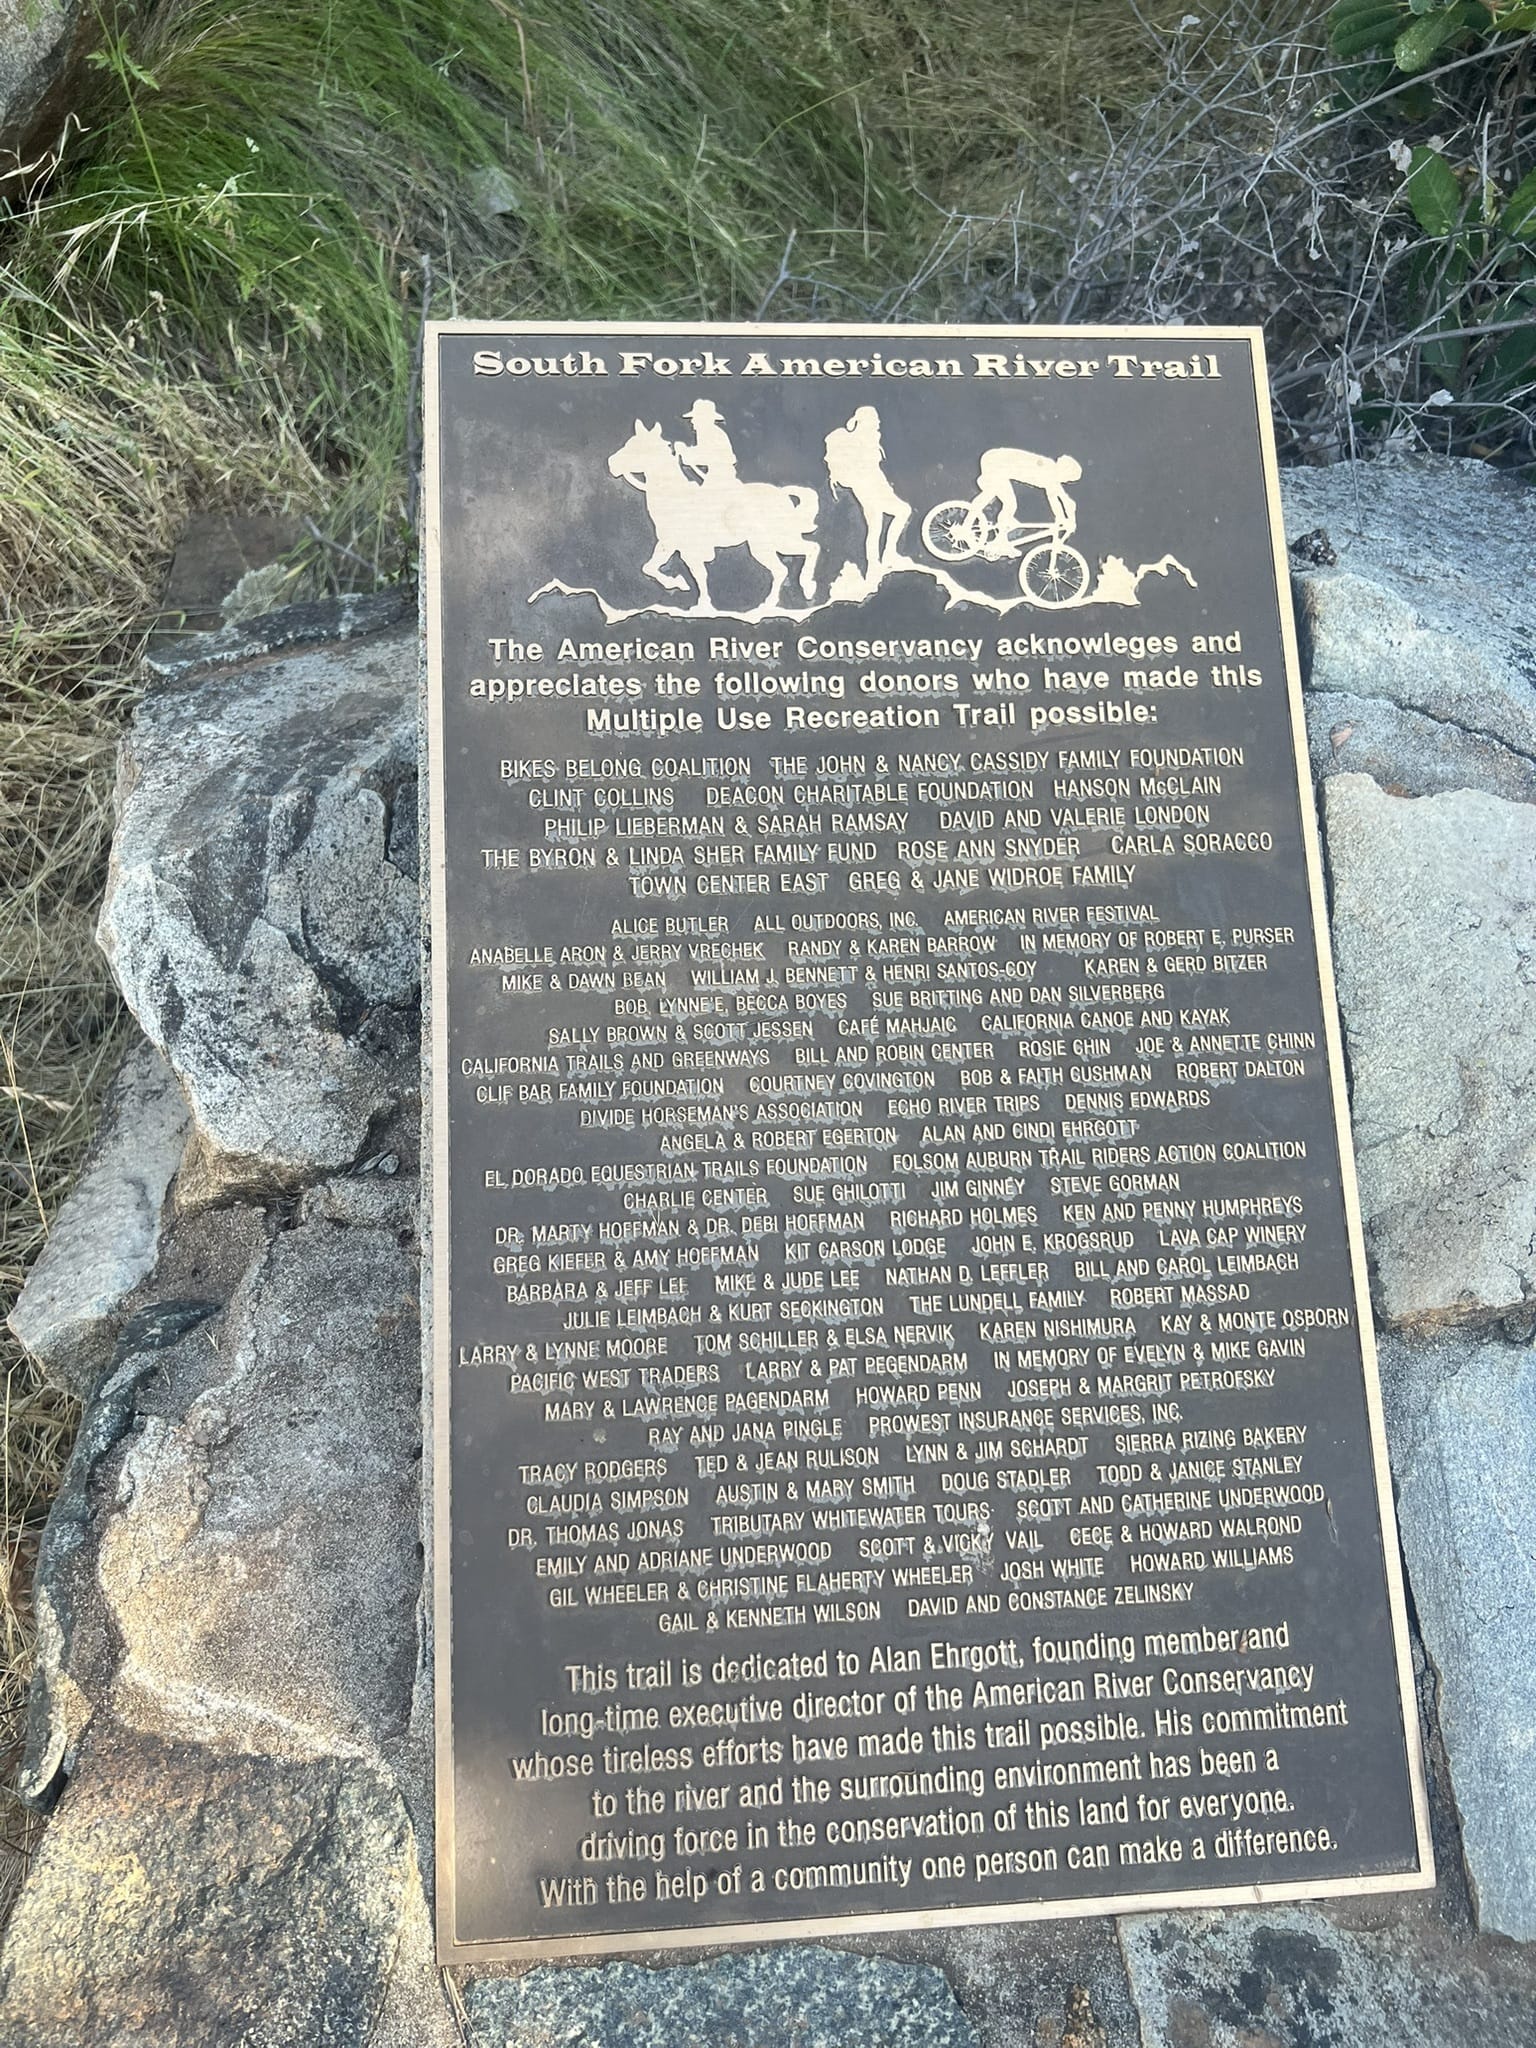 South Fork American River Trail
The American River Conservancy acknowleges and
appreciates the following donors who have made this
Multiple Use Recreation Trail possible:
BIKES BELONG COALITION THE JOHN & NANCY CASSIDY FAMILY FOUNDATION
CLINT COLLINS DEACON CHARITABLE FOUNDATION HANSON McCLAIN
PHILIP LIEBERMAN & SARAH RAMSAY DAVID AND VALERIE LONDON
THE BYRON & LINDA SHER FAMILY FUND ROSE ANN SNYDER CARLA SORACCO
TOWN CENTER EAST GREG & JANE WIDROE FAMILY
ALICE BUTLER ALL OUTDOORS, INC. AMERICAN RIVER FESTIVAL
ANABELLE ARON & JERRY VRECHEK RANDY & KAREN BARROW IN MEMORY OF ROBERT E. PURSER
MIKE & DAWN BEAN WILLIAM J. BENNETT & HENRI SANTOS-COY KAREN & GERD BITZER
BOB, LYNNE'E, BECCA BOYES SUE BRITTING AND DAN SILVERBERG
SALLY BROWN & SCOTT JESSEN CAFÉ MAHJAIC CALIFORNIA CANOE AND KAYAK
CALIFORNIA TRAILS AND GREENWAYS BILL AND ROBIN CENTER ROSIE CHIN JOE & ANNETTE CHINN
CLIF BAR FAMILY FOUNDATION COURTNEY COVINGTON BOB & FAITH CUSHMAN ROBERT DALTON
DIVIDE HORSEMAN'S ASSOCIATION ECHO RIVER TRIPS DENNIS EDWARDS
ANGELA & ROBERT EGERTON ALAN AND CINDI EHRGOTT
EL DORADO EQUESTRIAN TRAILS FOUNDATION FOLSOM AUBURN TRAIL RIDERS ACTION COALITION
CHARLIE CENTER SUE GHILOTTI JIM GINNEY STEVE GORMAN
DR. MARTY HOFFMAN & DR. DEBI HOFFMAN RICHARD HOLMES KEN AND PENNY HUMPHREYS
GREG KIEFER & AMY HOFFMAN KIT CARSON LODGE JOHN E. KROGSRUD LAVA CAP WINERY
BARBARA & JEFF LEE MIKE & JUDE LEE NATHAN D. LEFFLER BILL AND CAROL LEIMBACH
JULIE LEIMBACH & KURT SECKINGTON THE LUNDELL FAMILY ROBERT MASSAD
LARRY & LYNNE MOORE TOM SCHILLER & ELSA NERVIK KAREN NISHIMURA KAY & MONTE OSBORN
PACIFIC WEST TRADERS LARRY & PAT PEGENDARM IN MEMORY OF EVELYN & MIKE GAVIN
MARY & LAWRENCE PAGENDARM HOWARD PENN JOSEPH & MARGRIT PETROFSKY
RAY AND JANA PINGLE PROWEST INSURANCE SERVICES, INC.
TRACY RODGERS TED & JEAN RULISON LYNN & JIM SCHARDT SIERRA RIZING BAKERY
CLAUDIA SIMPSON AUSTIN & MARY SMITH DOUG STADLER TODD & JANICE STANLEY
DR. THOMAS JONAS TRIBUTARY WHITEWATER TOURS SCOTT AND CATHERINE UNDERWOOD
EMILY AND ADRIANE UNDERWOOD SCOTT & VICKY VAIL CECE & HOWARD WALROND
GIL WHEELER & CHRISTINE FLAHERTY WHEELER JOSH WHITE HOWARD WILLIAMS
GAIL & KENNETH WILSON DAVID AND CONSTANCE ZELINSKY
This trail is dedicated to Alan Ehrgott, founding member and
long-time executive director of the American River Conservancy
whose tireless efforts have made this trail possible. His commitment
to the river and the surrounding environment has been a
driving force in the conservation of this land for everyone.
With the help of a community one person can make a difference.